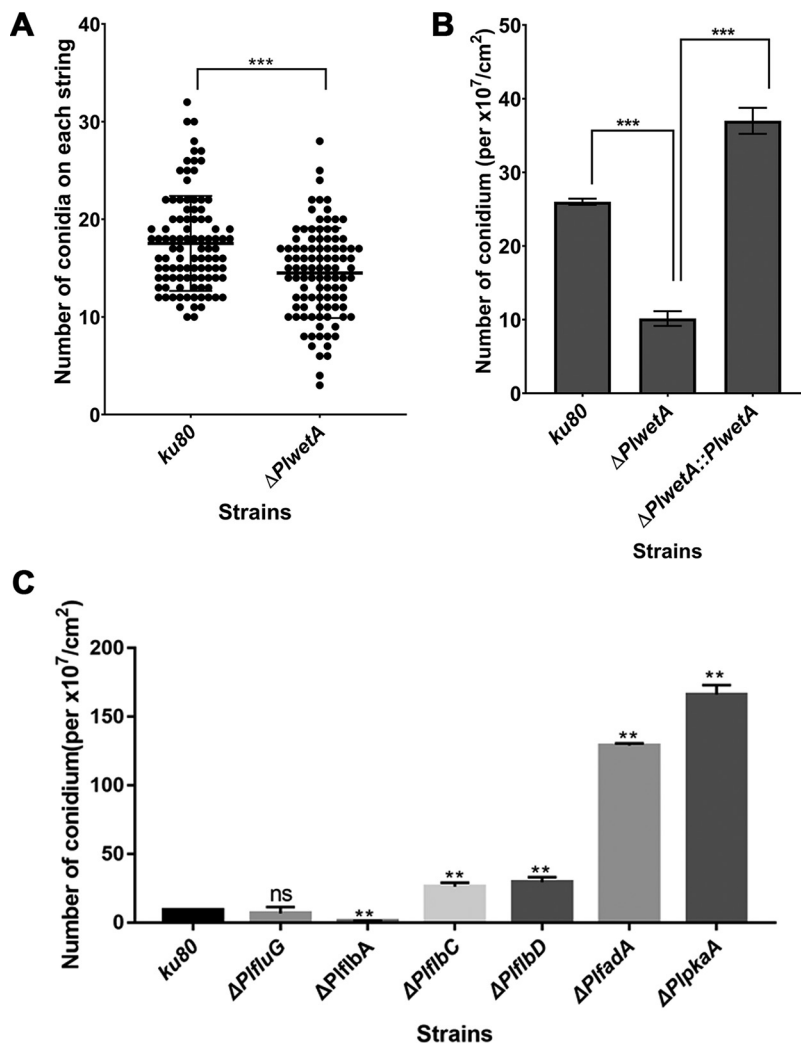 A
Number of conidia on each string
40
30
20
10
0
***
ku80
ΔPlwetA
Strains
B
Number of conidium (per x10⁷/cm²)
50
40
30
20
10
0
***
***
ku80
ΔPlwetA
ΔPlwetA::PlwetA
Strains
C
Number of conidium(per x10⁷/cm²)
200
150
100
50
0
ns
**
**
**
**
**
ku80
ΔPlfluG
ΔPlflbA
ΔPlflbC
ΔPlflbD
ΔPlfadA
ΔPlpkaA
Strains